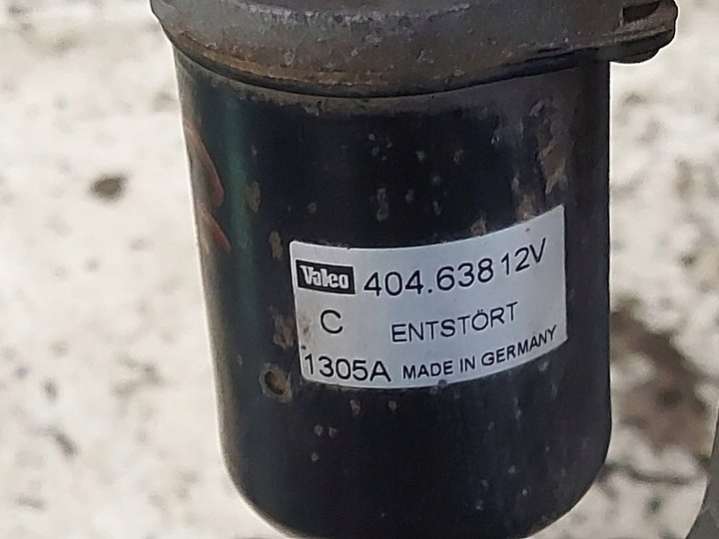 Valeo 404.638 12V
C ENTSTÖRT
1305A MADE IN GERMANY